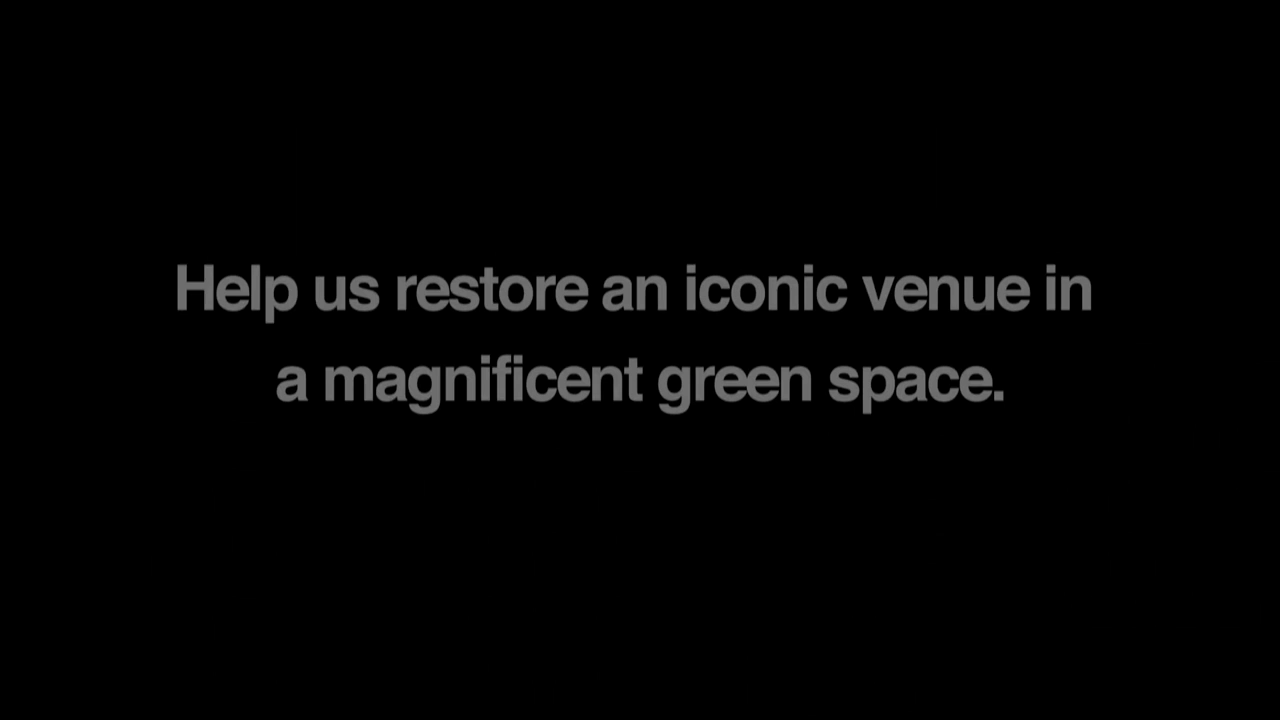 Help us restore an iconic venue in
a magnificent green space.